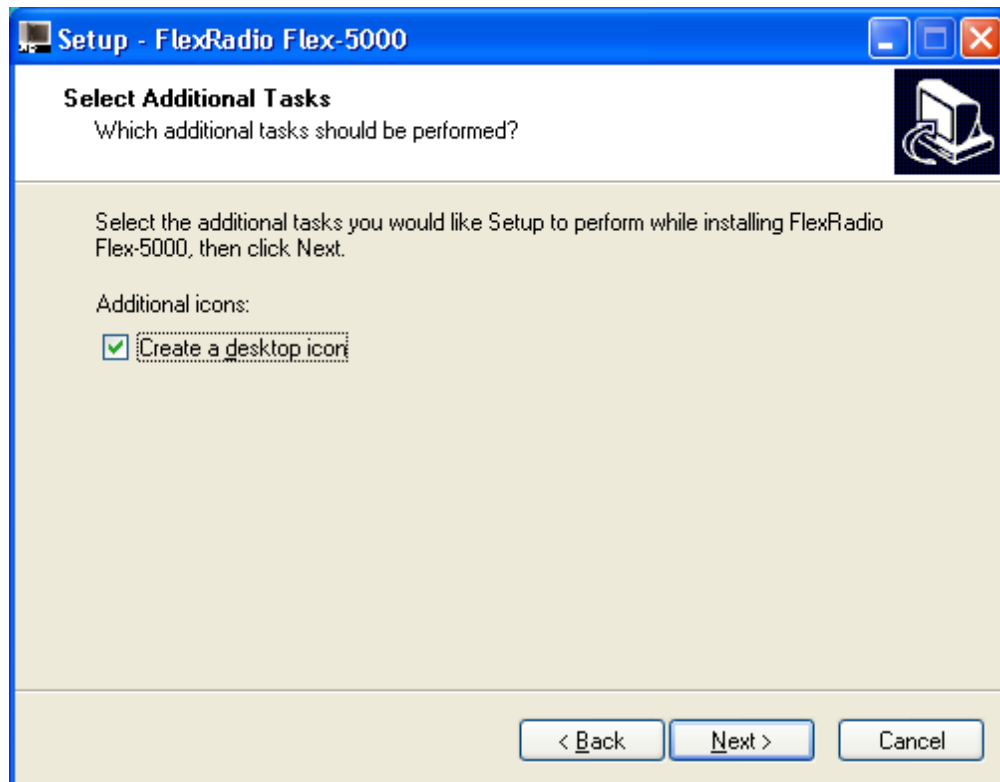 Setup - FlexRadio Flex-5000
Select Additional Tasks
Which additional tasks should be performed?
Select the additional tasks you would like Setup to perform while installing FlexRadio
Flex-5000, then click Next.
Additional icons:
Create a desktop icon
< Back
Next >
Cancel